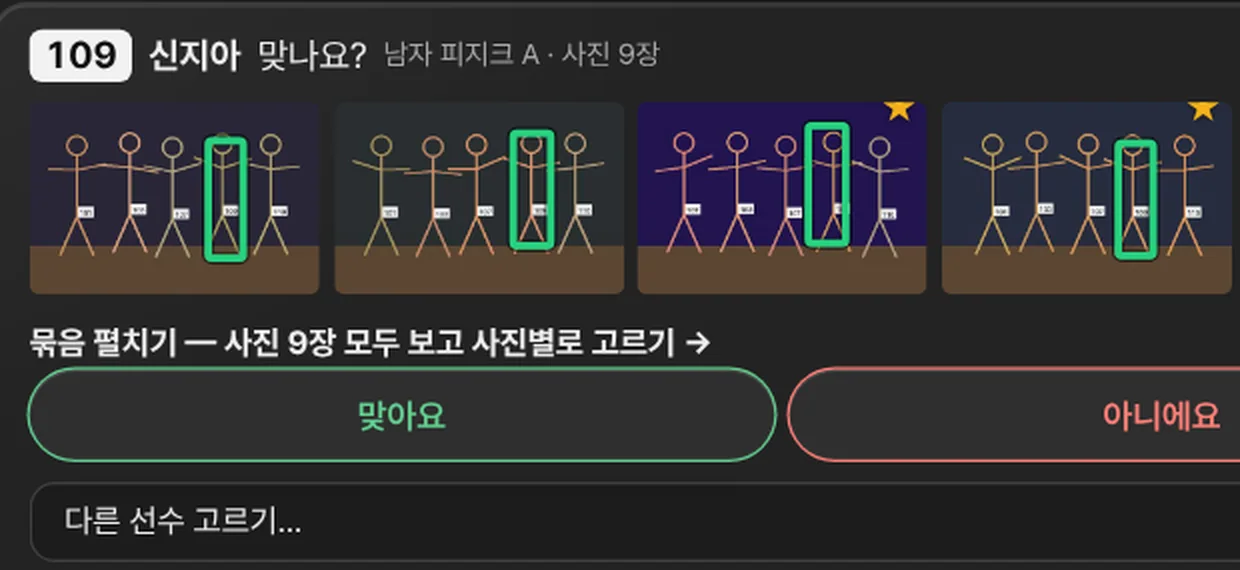 109 신지아 맞나요? 남자 피지크 A · 사진 9장
묶음 펼치기 — 사진 9장 모두 보고 사진별로 고르기 →
맞아요
아니에요
다른 선수 고르기...